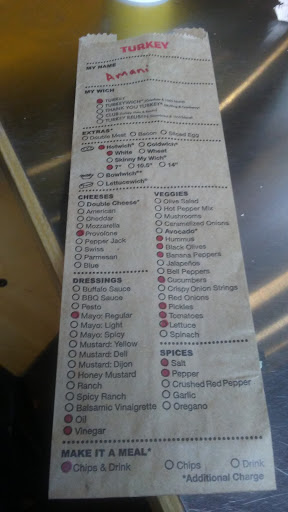 TURKEY
MY NAME
Amani
MY WICH
TURKEY
EXTRAS*
Double Meat Bacon Sliced Egg
Hotwich® Coldwich®
White Wheat
Skinny My Wich®
7" 10.5" 14"
Bowlwich®
Lettucewich®
CHEESES
Double Cheese*
American
Cheddar
Mozzarella
Provolone
Pepper Jack
Swiss
Parmesan
Blue
DRESSINGS
Buffalo Sauce
BBQ Sauce
Pesto
Mayo: Regular
Mayo: Light
Mayo: Spicy
Mustard: Yellow
Mustard: Deli
Mustard: Dijon
Honey Mustard
Ranch
Spicy Ranch
Balsamic Vinaigrette
Oil
Vinegar
VEGGIES
Olive Salad
Hot Pepper Mix
Mushrooms
Caramelized Onions
Avocado*
Hummus
Black Olives
Banana Peppers
Jalapeños
Bell Peppers
Cucumbers
Crispy Onion Strings
Red Onions
Pickles
Tomatoes
Lettuce
Spinach
SPICES
Salt
Pepper
Crushed Red Pepper
Garlic
Oregano
MAKE IT A MEAL*
Chips & Drink Chips Drink
*Additional Charge